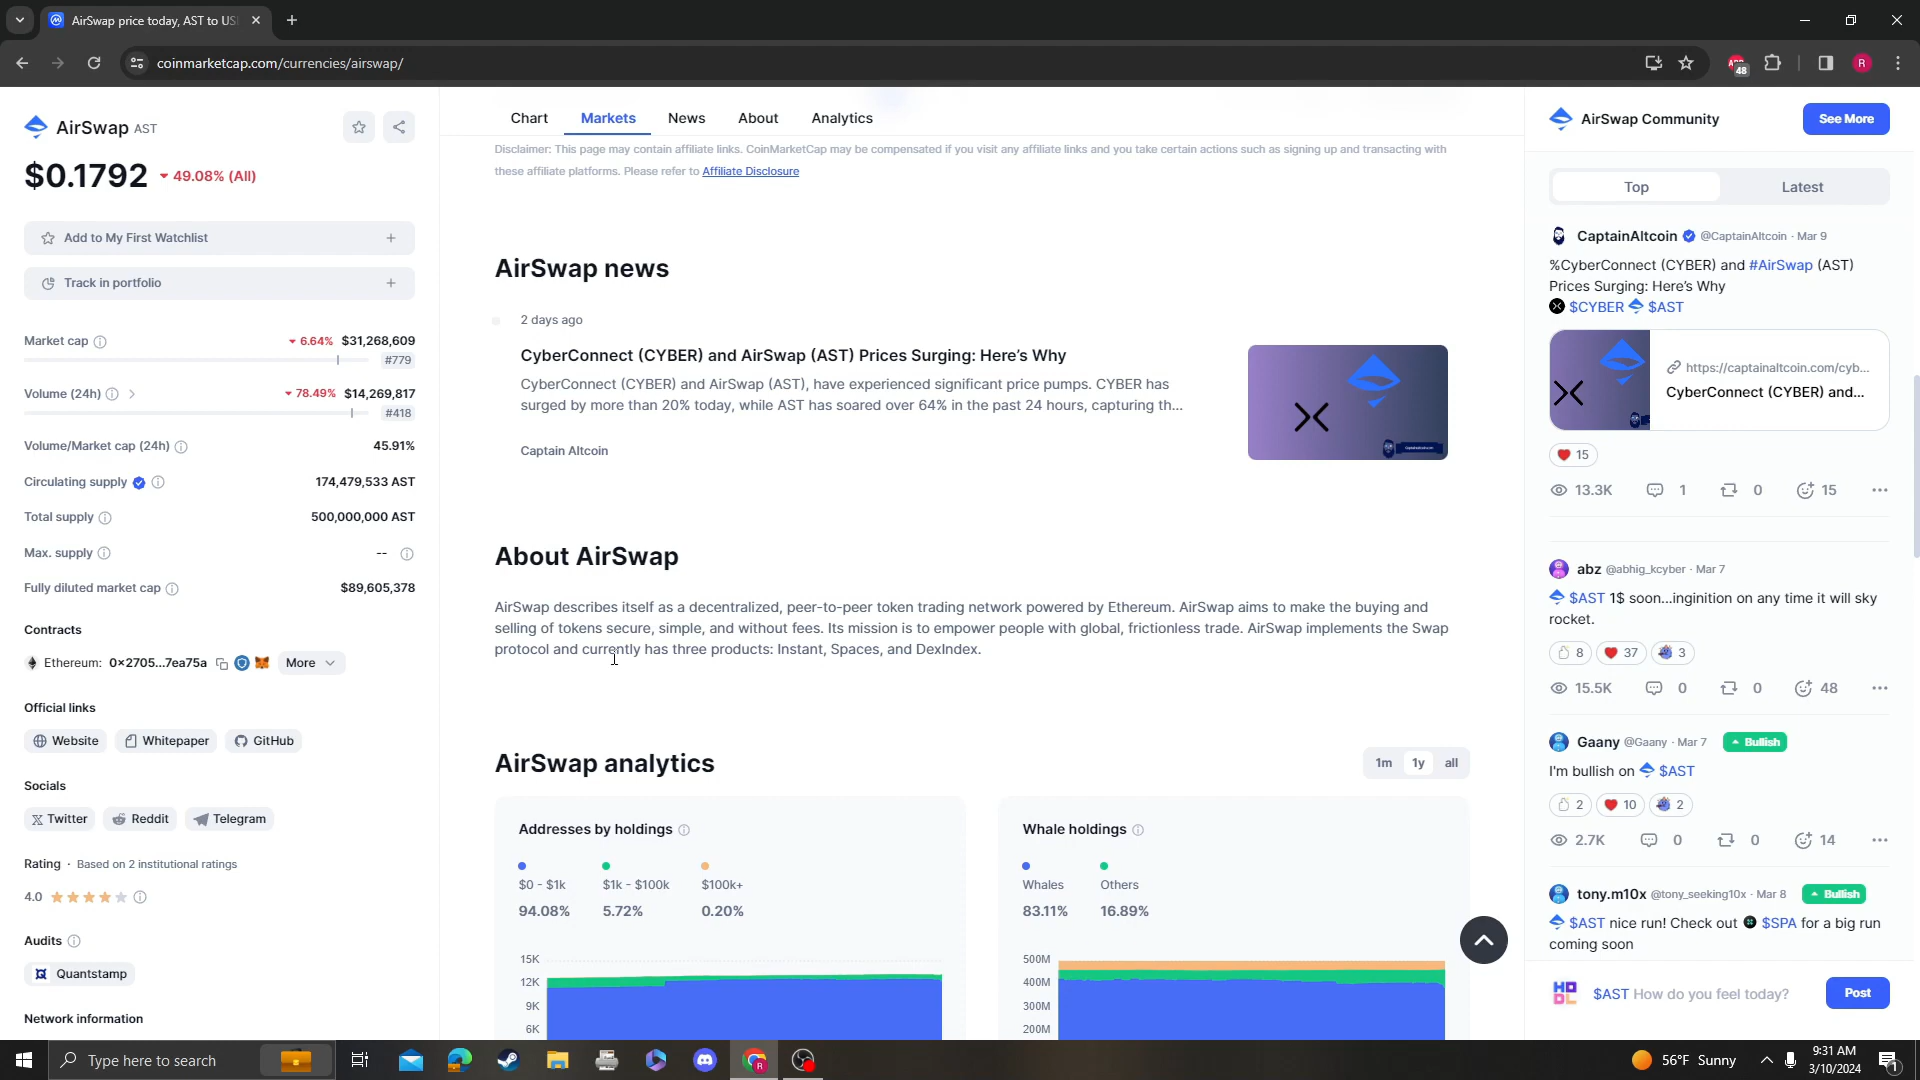 AirSwap price today, AST to US
coinmarketcap.com/currencies/airswap/
48
R
AirSwap AST
$0.1792 49.08% (All)
Add to My First Watchlist +
Track in portfolio +
Market cap 6.64% $31,268,609
#779
Volume (24h) 78.49% $14,269,817
#418
Volume/Market cap (24h) 45.91%
Circulating supply 174,479,533 AST
Total supply 500,000,000 AST
Max. supply --
Fully diluted market cap $89,605,378
Contracts
Ethereum: 0x2705...7ea75a More
Official links
Website Whitepaper GitHub
Socials
Twitter Reddit Telegram
Rating · Based on 2 institutional ratings
4.0
Audits
Quantstamp
Network information
Chart Markets News About Analytics
Disclaimer: This page may contain affiliate links. CoinMarketCap may be compensated if you visit any affiliate links and you take certain actions such as signing up and transacting with
these affiliate platforms. Please refer to Affiliate Disclosure
AirSwap news
2 days ago
CyberConnect (CYBER) and AirSwap (AST) Prices Surging: Here's Why
CyberConnect (CYBER) and AirSwap (AST), have experienced significant price pumps. CYBER has
surged by more than 20% today, while AST has soared over 64% in the past 24 hours, capturing th...
Captain Altcoin
About AirSwap
AirSwap describes itself as a decentralized, peer-to-peer token trading network powered by Ethereum. AirSwap aims to make the buying and
selling of tokens secure, simple, and without fees. Its mission is to empower people with global, frictionless trade. AirSwap implements the Swap
protocol and currently has three products: Instant, Spaces, and DexIndex.
AirSwap analytics
1m 1y all
Addresses by holdings
$0 - $1k $1k - $100k $100k+
94.08% 5.72% 0.20%
15K
12K
9K
6K
Whale holdings
Whales Others
83.11% 16.89%
500M
400M
300M
200M
AirSwap Community See More
Top Latest
CaptainAltcoin @CaptainAltcoin · Mar 9
%CyberConnect (CYBER) and #AirSwap (AST)
Prices Surging: Here's Why
$CYBER $AST
https://captainaltcoin.com/cyb...
CyberConnect (CYBER) and...
15
13.3K 1 0 15
abz @abhig_kcyber · Mar 7
$AST 1$ soon...inginition on any time it will sky
rocket.
8 37 3
15.5K 0 0 48
Gaany @Gaany · Mar 7 Bullish
I'm bullish on $AST
2 10 2
2.7K 0 0 14
tony.m10x @tony_seeking10x · Mar 8 Bullish
$AST nice run! Check out $SPA for a big run
coming soon
HODL $AST How do you feel today? Post
Type here to search
56°F Sunny
9:31 AM
3/10/2024
1